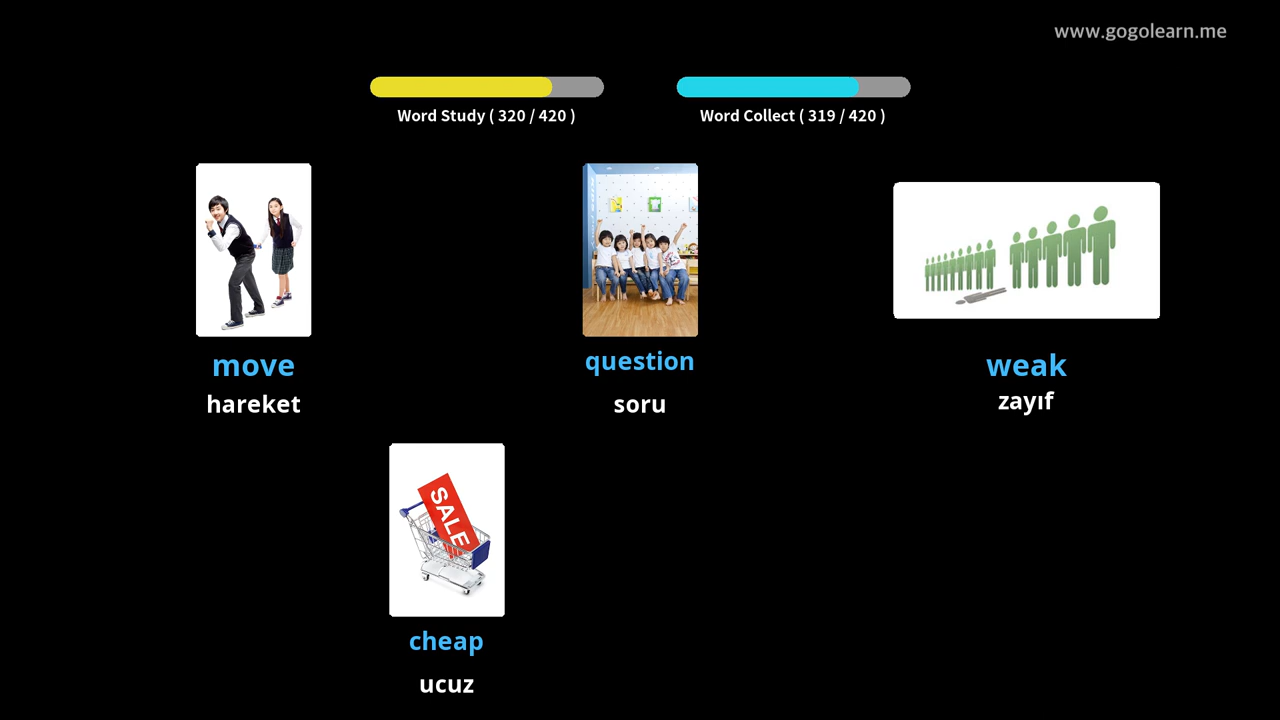 www.gogolearn.me
Word Study ( 320 / 420 )
Word Collect ( 319 / 420 )
move
question
weak
hareket
soru
zayıf
SALE
cheap
ucuz